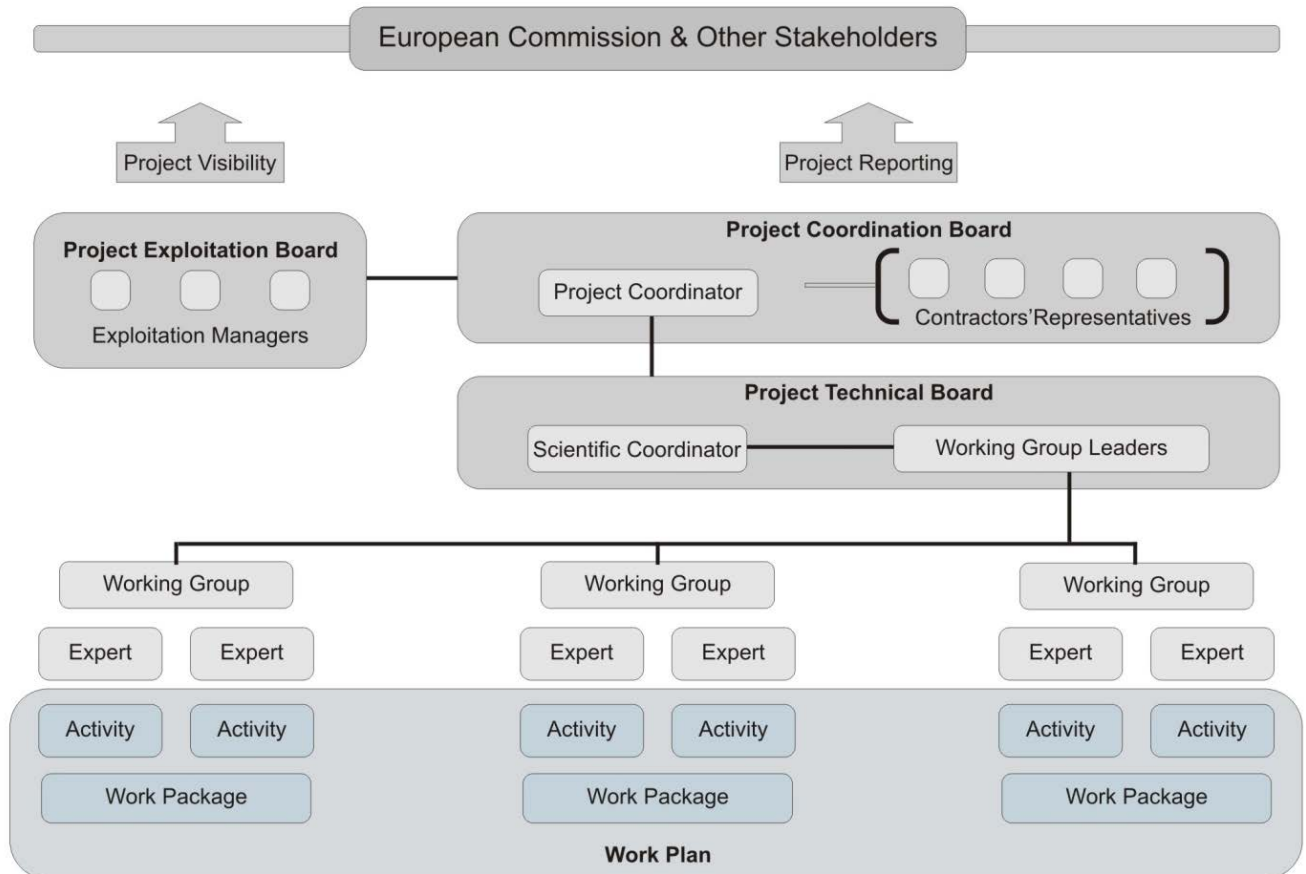 European Commission & Other Stakeholders
Project Visibility
Project Reporting
Project Exploitation Board
Exploitation Managers
Project Coordination Board
Project Coordinator
Contractors'Representatives
Project Technical Board
Scientific Coordinator
Working Group Leaders
Working Group
Working Group
Working Group
Expert
Expert
Expert
Expert
Expert
Expert
Activity
Activity
Activity
Activity
Activity
Activity
Work Package
Work Package
Work Package
Work Plan